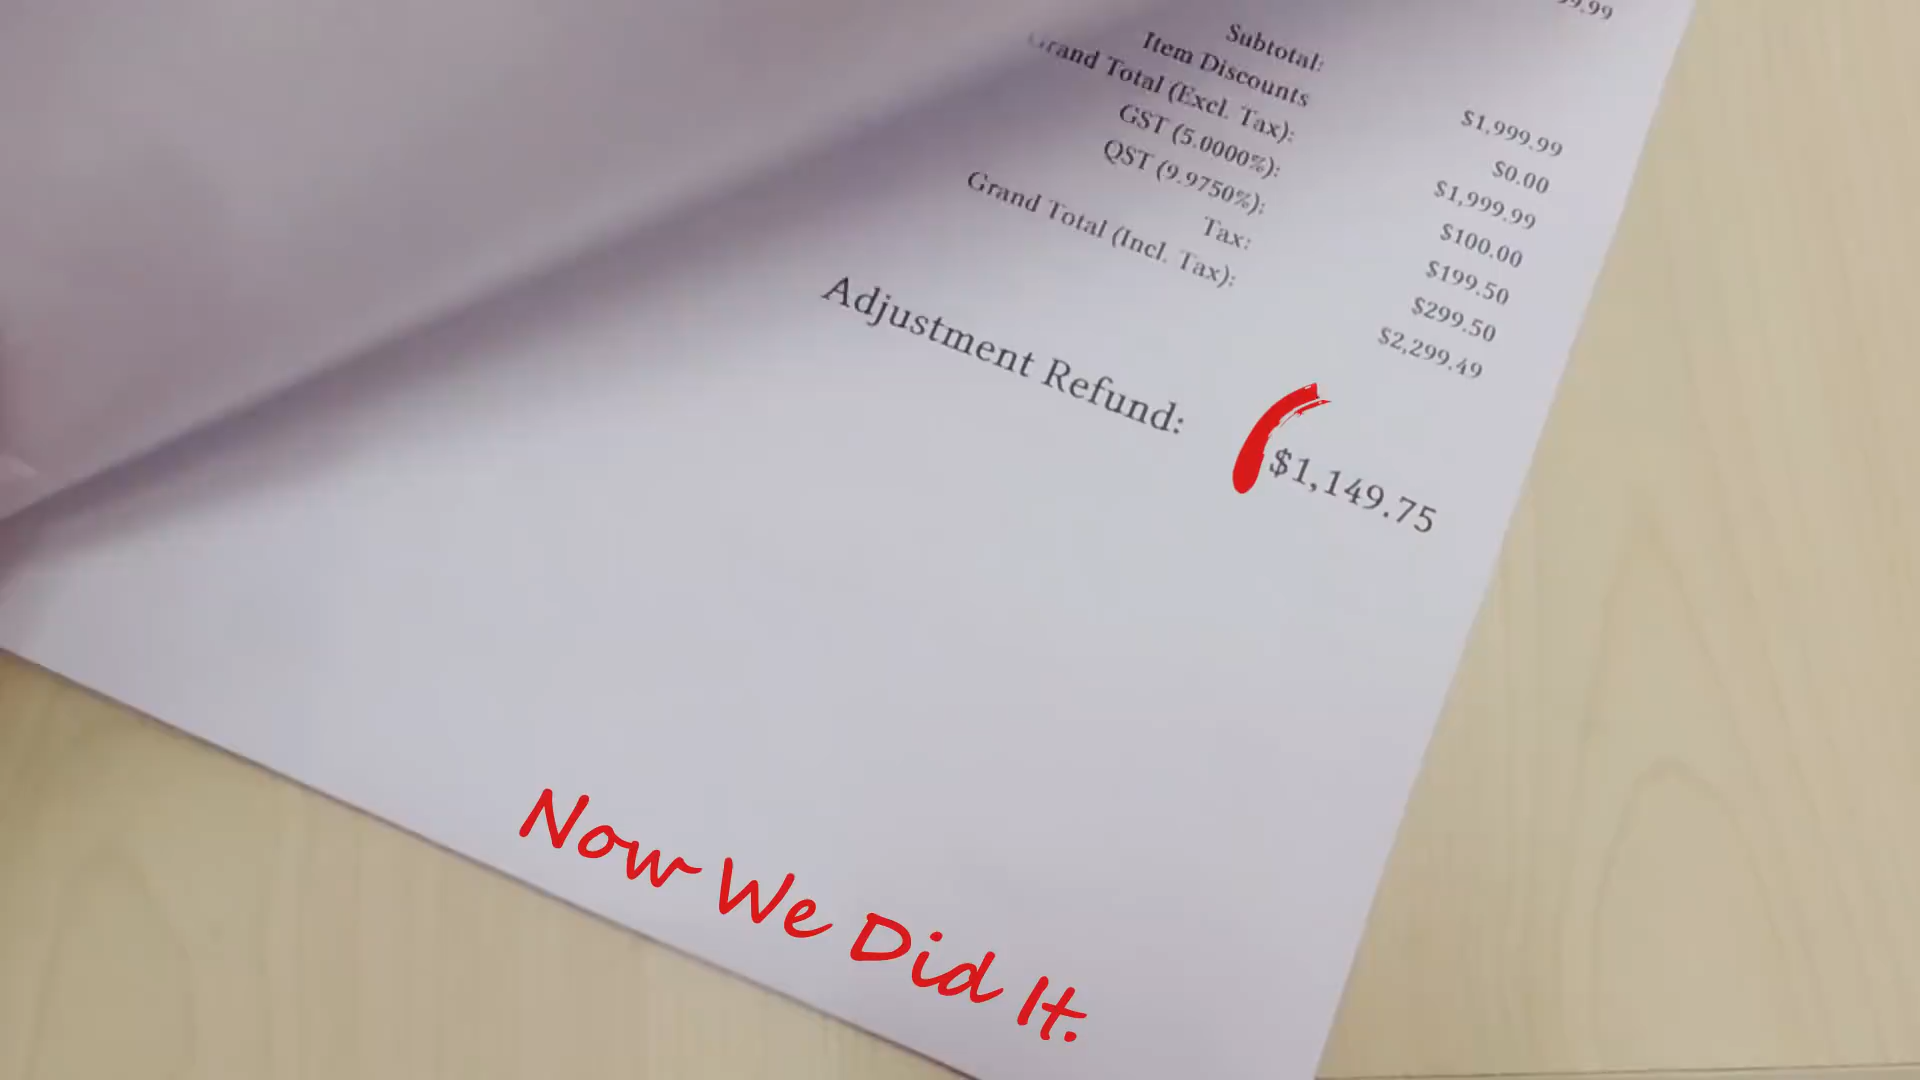 Subtotal: $1,999.99
Item Discounts $0.00
Grand Total (Excl. Tax): $1,999.99
GST (5.0000%): $100.00
QST (9.9750%): $199.50
Tax: $299.50
Grand Total (Incl. Tax): $2,299.49
Adjustment Refund: $1,149.75
Now We Did It.